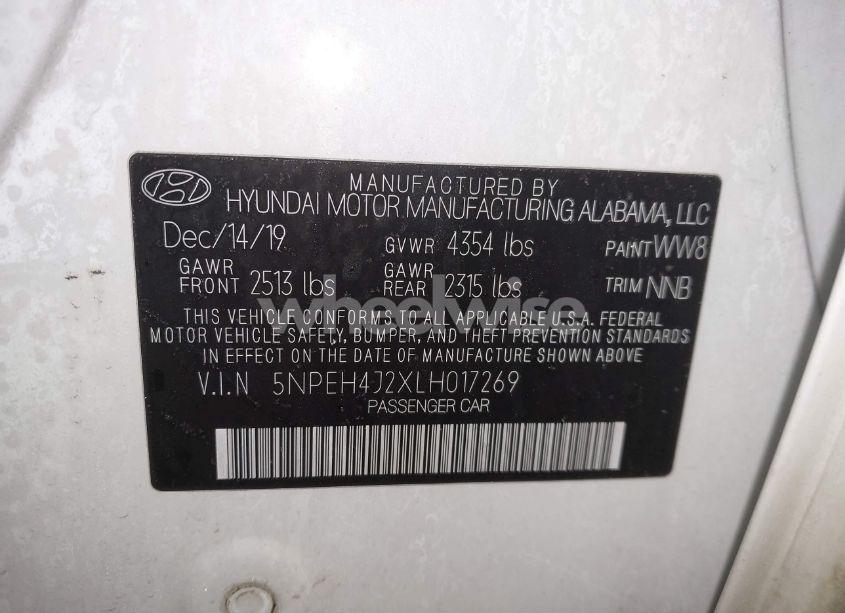 MANUFACTURED BY
HYUNDAI MOTOR MANUFACTURING ALABAMA, LLC
Dec/14/19 GVWR 4354 lbs PAINT WW8
GAWR FRONT 2513 lbs GAWR REAR 2315 lbs TRIM NNB
wheelwise
THIS VEHICLE CONFORMS TO ALL APPLICABLE U.S.A. FEDERAL
MOTOR VEHICLE SAFETY, BUMPER, AND THEFT PREVENTION STANDARDS
IN EFFECT ON THE DATE OF MANUFACTURE SHOWN ABOVE.
V.I.N 5NPEH4J2XLH017269
PASSENGER CAR